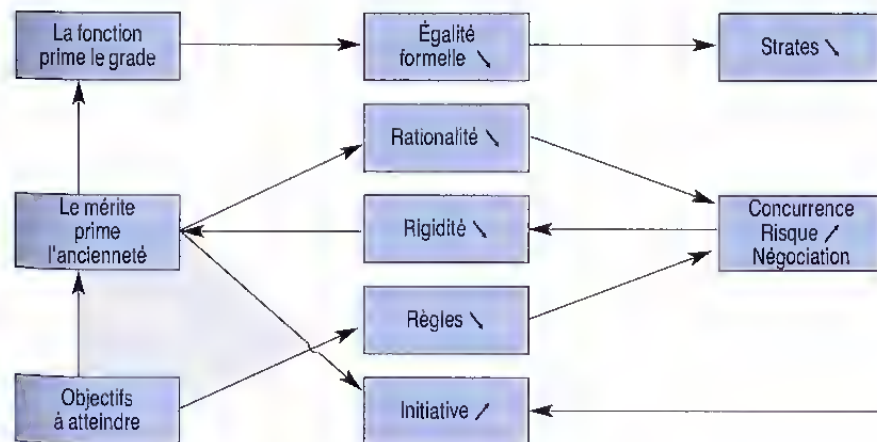 La fonction
prime le grade
Égalité
formelle ↘
Strates ↘
Rationalité ↘
Le mérite
prime
l'ancienneté
Rigidité ↘
Concurrence
Risque ↗
Négociation
Règles ↘
Objectifs
à atteindre
Initiative ↗